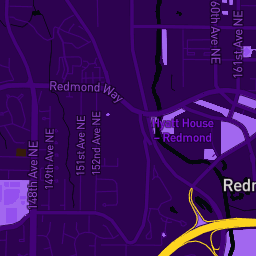 160th Ave NE
161st Ave NE
Redmond Way
Hyatt House
– Redmond
148th Ave NE
149th Ave NE
151st Ave NE
152nd Ave NE
Redm